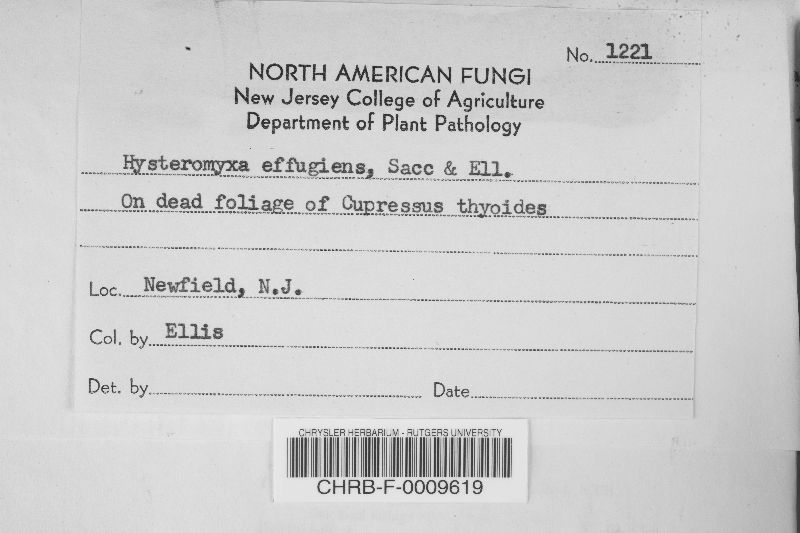 No. 1221
NORTH AMERICAN FUNGI
New Jersey College of Agriculture
Department of Plant Pathology
Hysteromyxa effugiens, Sacc & Ell.
On dead foliage of Cupressus thyoides
Loc. Newfield, N.J.
Col. by Ellis
Det. by Date
CHRYSLER HERBARIUM - RUTGERS UNIVERSITY
CHRB-F-0009619